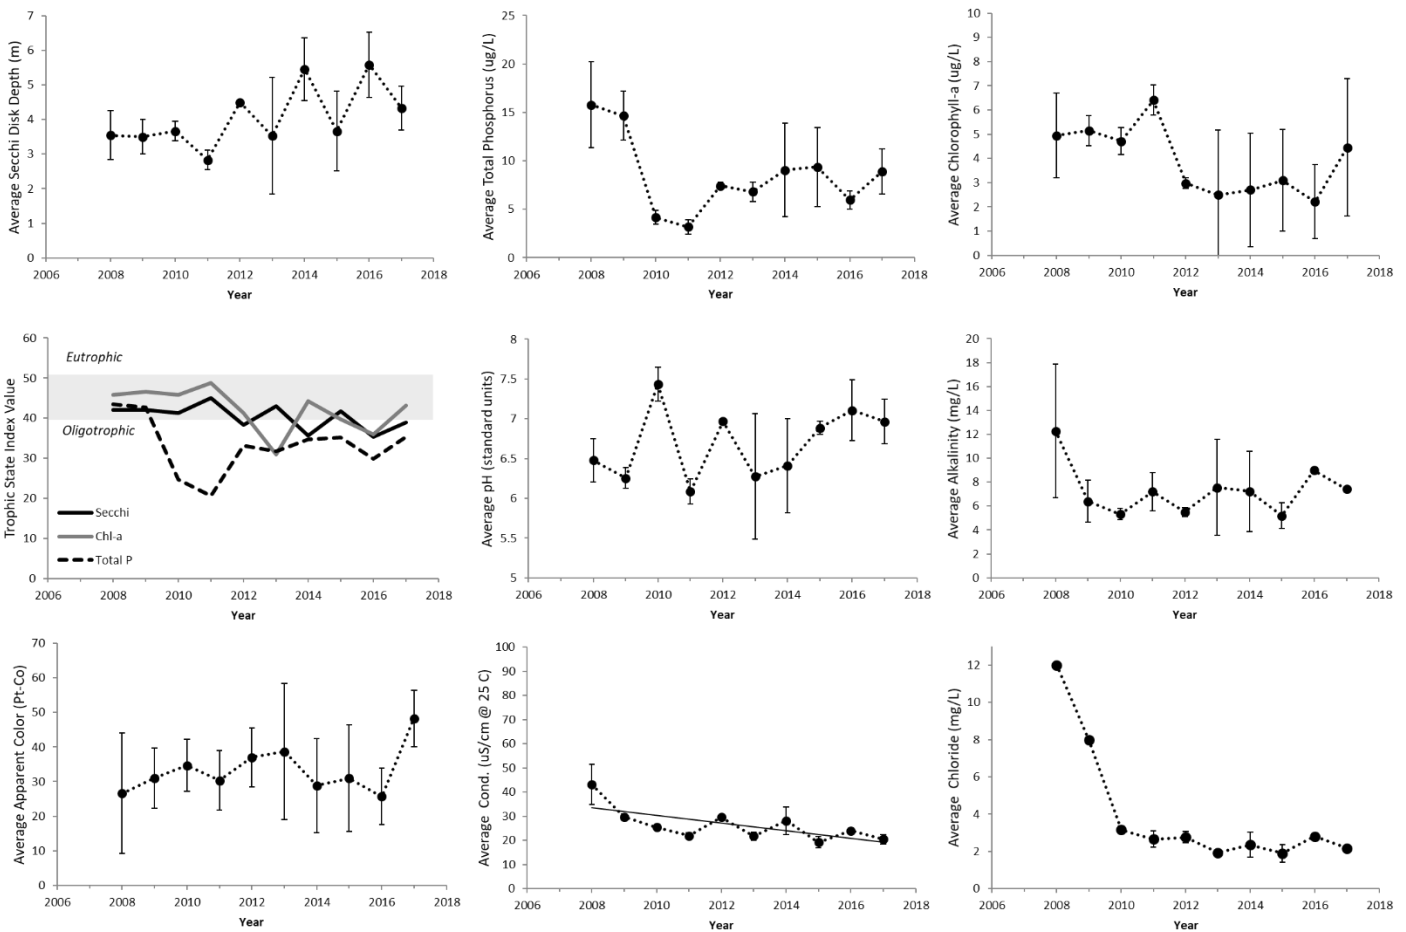 Average Secchi Disk Depth (m)
7
6
5
4
3
2
1
0
2006 2008 2010 2012 2014 2016 2018
Year
Average Total Phosphorus (ug/L)
25
20
15
10
5
0
2006 2008 2010 2012 2014 2016 2018
Year
Average Chlorophyll-a (ug/L)
10
9
8
7
6
5
4
3
2
1
0
2006 2008 2010 2012 2014 2016 2018
Year
Trophic State Index Value
60
50
40
30
20
10
0
Eutrophic
Oligotrophic
Secchi
Chl-a
Total P
2006 2008 2010 2012 2014 2016 2018
Year
Average pH (standard units)
8
7.5
7
6.5
6
5.5
5
2006 2008 2010 2012 2014 2016 2018
Year
Average Alkalinity (mg/L)
20
18
16
14
12
10
8
6
4
2
0
2006 2008 2010 2012 2014 2016 2018
Year
Average Apparent Color (Pt-Co)
70
60
50
40
30
20
10
0
2006 2008 2010 2012 2014 2016 2018
Year
Average Cond. (uS/cm @ 25 C)
100
90
80
70
60
50
40
30
20
10
0
2006 2008 2010 2012 2014 2016 2018
Year
Average Chloride (mg/L)
12
10
8
6
4
2
0
2006 2008 2010 2012 2014 2016 2018
Year